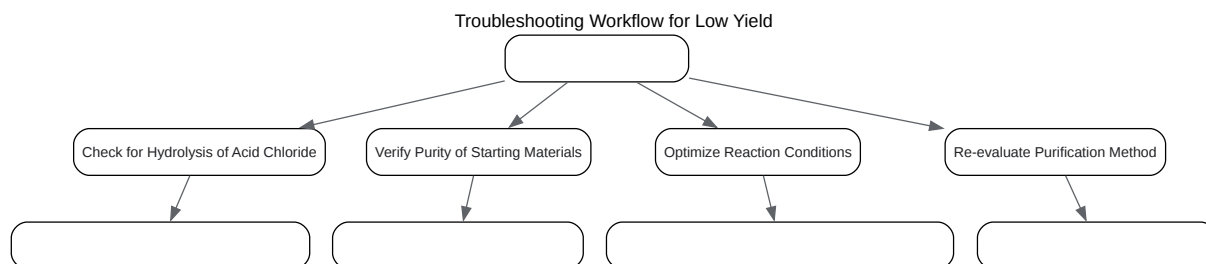 Troubleshooting Workflow for Low Yield
Check for Hydrolysis of Acid Chloride
Verify Purity of Starting Materials
Optimize Reaction Conditions
Re-evaluate Purification Method